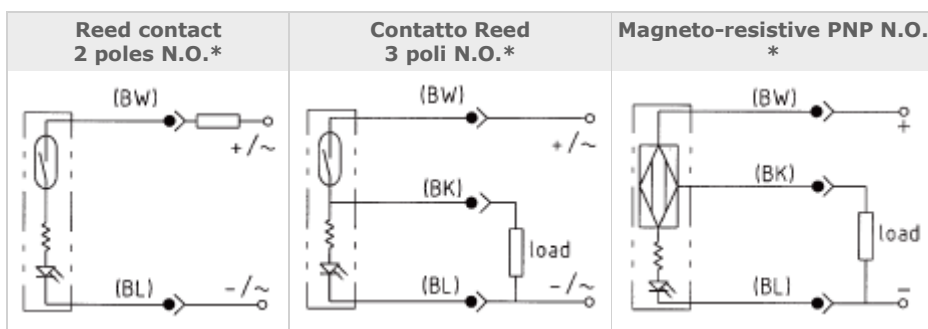 Reed contact
2 poles N.O.*
Contatto Reed
3 poli N.O.*
Magneto-resistive PNP N.O.
*
(BW)
+/~
(BL)
-/~
(BW)
+/~
(BK)
load
(BL)
-/~
(BW)
+
(BK)
load
(BL)
-